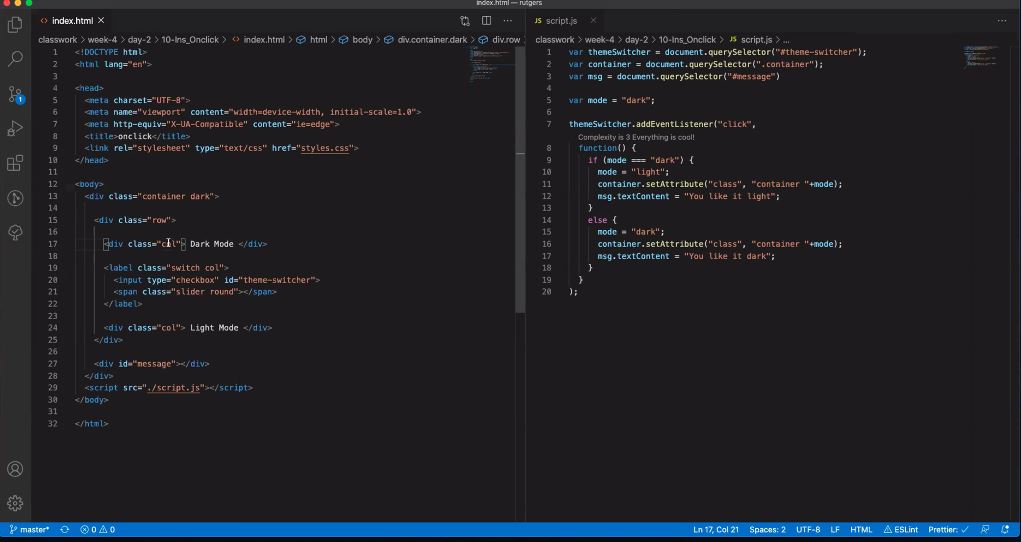 index.html — rutgers
<> index.html ×
JS script.js ×
classwork > week-4 > day-2 > 10-Ins_Onclick > <> index.html > html > body > div.container.dark > div.row
classwork > week-4 > day-2 > 10-Ins_Onclick > JS script.js > ...
1 <!DOCTYPE html>
2 <html lang="en">
3
4 <head>
5 <meta charset="UTF-8">
6 <meta name="viewport" content="width=device-width, initial-scale=1.0">
7 <meta http-equiv="X-UA-Compatible" content="ie=edge">
8 <title>onclick</title>
9 <link rel="stylesheet" type="text/css" href="styles.css">
10 </head>
11
12 <body>
13 <div class="container dark">
14
15 <div class="row">
16
17 <div class="col"> Dark Mode </div>
18
19 <label class="switch col">
20 <input type="checkbox" id="theme-switcher">
21 <span class="slider round"></span>
22 </label>
23
24 <div class="col"> Light Mode </div>
25 </div>
26
27 <div id="message"></div>
28 </div>
29 <script src="./script.js"></script>
30 </body>
31
32 </html>
1 var themeSwitcher = document.querySelector("#theme-switcher");
2 var container = document.querySelector(".container");
3 var msg = document.querySelector("#message")
4
5 var mode = "dark";
6
7 themeSwitcher.addEventListener("click",
Complexity is 3 Everything is cool!
8 function() {
9 if (mode === "dark") {
10 mode = "light";
11 container.setAttribute("class", "container "+mode);
12 msg.textContent = "You like it light";
13 }
14 else {
15 mode = "dark";
16 container.setAttribute("class", "container "+mode);
17 msg.textContent = "You like it dark";
18 }
19 }
20 );
1
master* 0 0 Ln 17, Col 21 Spaces: 2 UTF-8 LF HTML ESLint Prettier: ✓